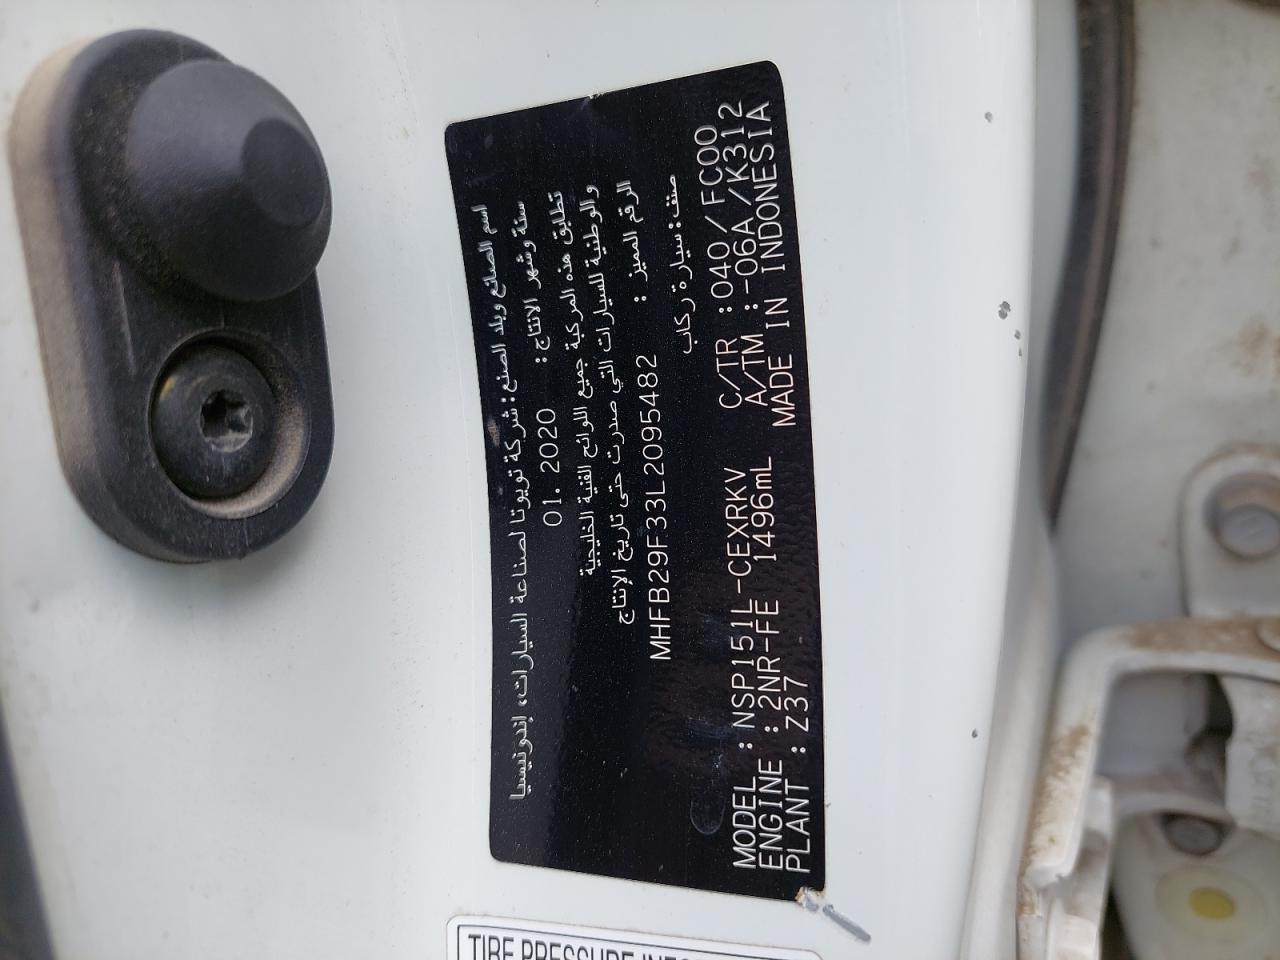 اسم الصانع وبلد الصنع: شركة تويوتا لصناعة السيارات، إندونيسيا
سنة وشهر الانتاج: 01.2020
تطابق هذه المركبة جميع اللوائح الفنية الخليجية
والوطنية للسيارات التي صدرت حتى تاريخ الإنتاج
الرقم المميز : MHFB29F33L2095482
صنف: سيارة ركاب
MODEL : NSP151L-CEXRKV C/TR : 040/FC00
ENGINE : 2NR-FE 1496mL A/TM : -06A/K312
PLANT : Z37 MADE IN INDONESIA
TIRE PRESSURE